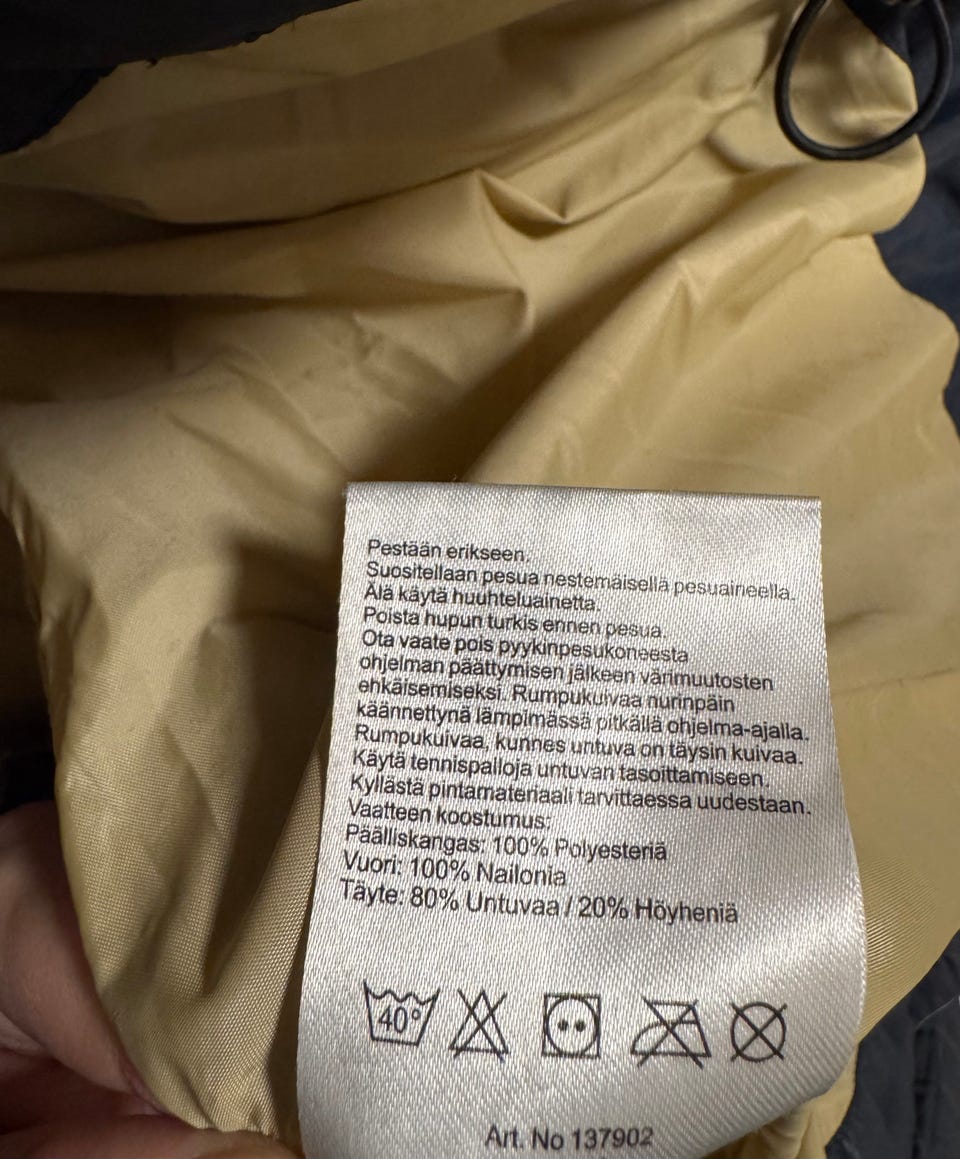 Pestään erikseen.
Suositellaan pesua nestemäisellä pesuaineella.
Älä käytä huuhteluainetta.
Poista hupun turkis ennen pesua.
Ota vaate pois pyykinpesukoneesta
ohjelman päättymisen jälkeen värimuutosten
ehkäisemiseksi. Rumpukuivaa nurinpäin
käännettynä lämpimässä pitkällä ohjelma-ajalla.
Rumpukuivaa, kunnes untuva on täysin kuivaa.
Käytä tennispalloja untuvan tasoittamiseen.
Kyllästä pintamateriaali tarvittaessa uudestaan.
Vaatteen koostumus:
Päälliskangas: 100% Polyesteriä
Vuori: 100% Nailonia
Täyte: 80% Untuvaa / 20% Höyheniä
40°
Art. No 137902